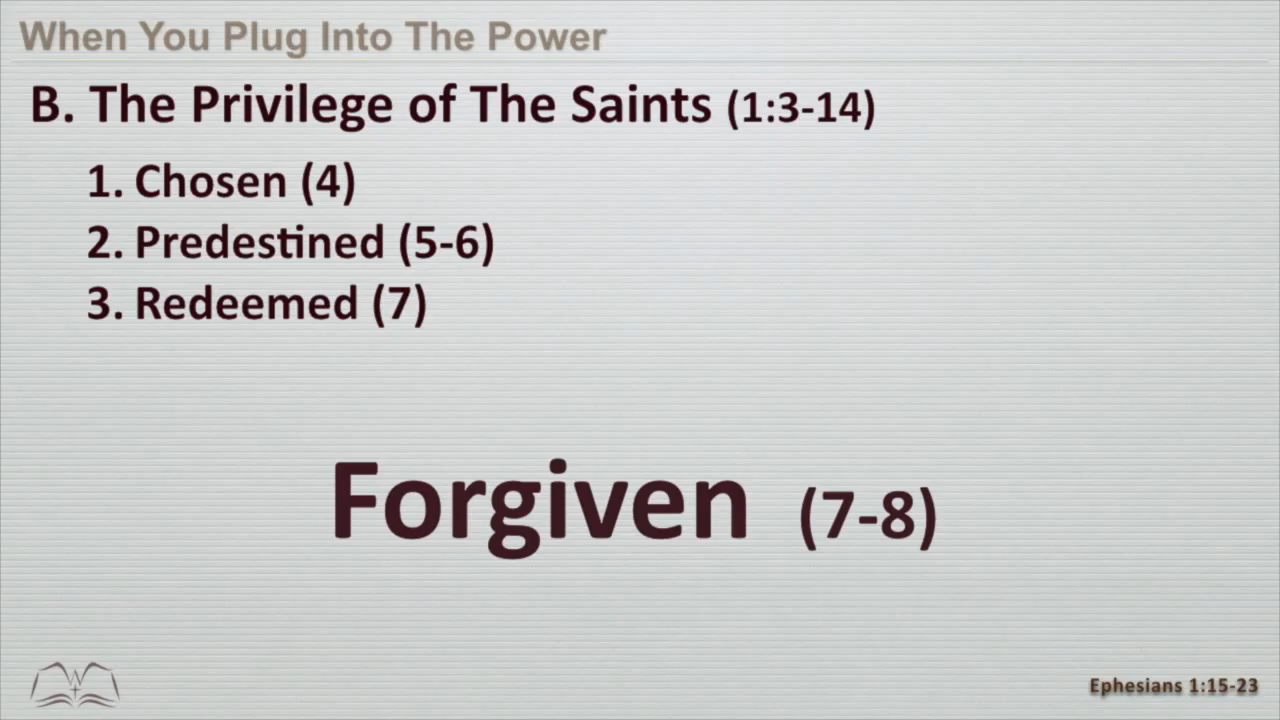 When You Plug Into The Power
B. The Privilege of The Saints (1:3-14)
1. Chosen (4)
2. Predestined (5-6)
3. Redeemed (7)
Forgiven (7-8)
Ephesians 1:15-23